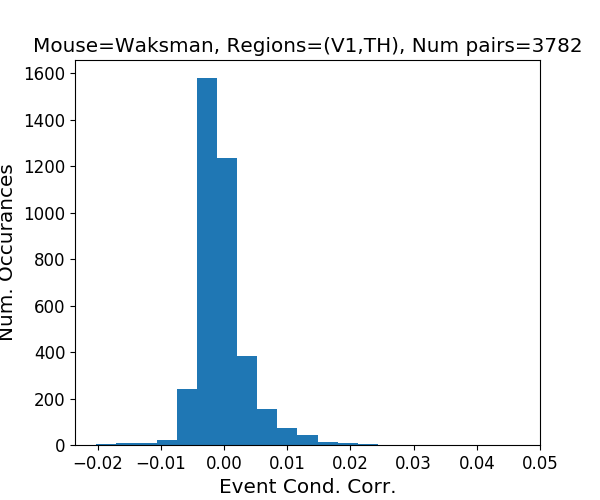 Mouse=Waksman, Regions=(V1,TH), Num pairs=3782
Num. Occurances
1600
1400
1200
1000
800
600
400
200
0
−0.02 −0.01 0.00 0.01 0.02 0.03 0.04 0.05
Event Cond. Corr.